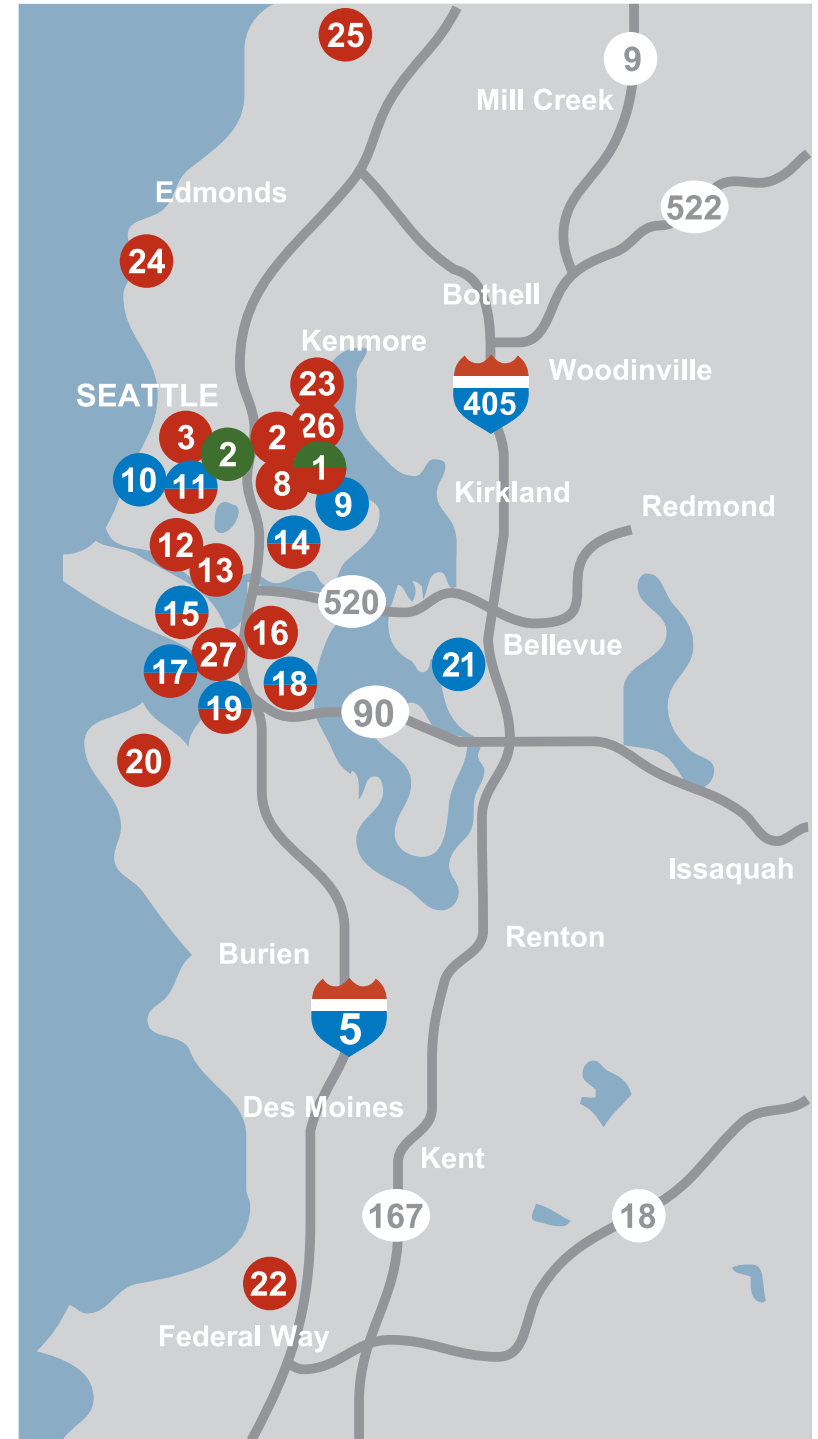 25
9
Mill Creek
Edmonds
522
24
Bothell
Kenmore
Woodinville
23
SEATTLE
405
26
3
2
2
1
10
11
8
9
Kirkland
Redmond
12
14
13
520
15
16
Bellevue
27
21
17
18
19
90
20
Issaquah
Renton
Burien
5
Des Moines
Kent
167
18
22
Federal Way